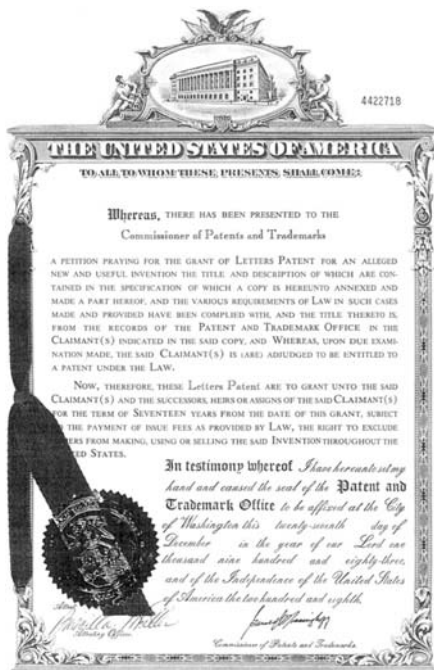 4422718
THE UNITED STATES OF AMERICA
TO ALL TO WHOM THESE PRESENTS SHALL COME:
Whereas, THERE HAS BEEN PRESENTED TO THE
Commissioner of Patents and Trademarks
A PETITION PRAYING FOR THE GRANT OF LETTERS PATENT FOR AN ALLEGED
NEW AND USEFUL INVENTION THE TITLE AND DESCRIPTION OF WHICH ARE CON-
TAINED IN THE SPECIFICATION OF WHICH A COPY IS HEREUNTO ANNEXED AND
MADE A PART HEREOF, AND THE VARIOUS REQUIREMENTS OF LAW IN SUCH CASES
MADE AND PROVIDED HAVE BEEN COMPLIED WITH, AND THE TITLE THERETO IS,
FROM THE RECORDS OF THE PATENT AND TRADEMARK OFFICE IN THE
CLAIMANT(S) INDICATED IN THE SAID COPY, AND WHEREAS, UPON DUE EXAMI-
NATION MADE, THE SAID CLAIMANT(S) IS (ARE) ADJUDGED TO BE ENTITLED TO
A PATENT UNDER THE LAW.
NOW, THEREFORE, THESE Letters Patent ARE TO GRANT UNTO THE SAID
CLAIMANT(S) AND THE SUCCESSORS, HEIRS OR ASSIGNS OF THE SAID CLAIMANT(S)
FOR THE TERM OF SEVENTEEN YEARS FROM THE DATE OF THIS GRANT, SUBJECT
TO THE PAYMENT OF ISSUE FEES AS PROVIDED BY LAW, THE RIGHT TO EXCLUDE
OTHERS FROM MAKING, USING OR SELLING THE SAID INVENTION THROUGHOUT THE
UNITED STATES.
In testimony whereof I have hereunto set my
hand and caused the seal of the Patent and
Trademark Office to be affixed at the City
of Washington this twenty-seventh day of
December in the year of our Lord one
thousand nine hundred and eighty-three,
and of the Independence of the United States
of America the two hundred and eighth.
Attesting Officer
Commissioner of Patents and Trademarks